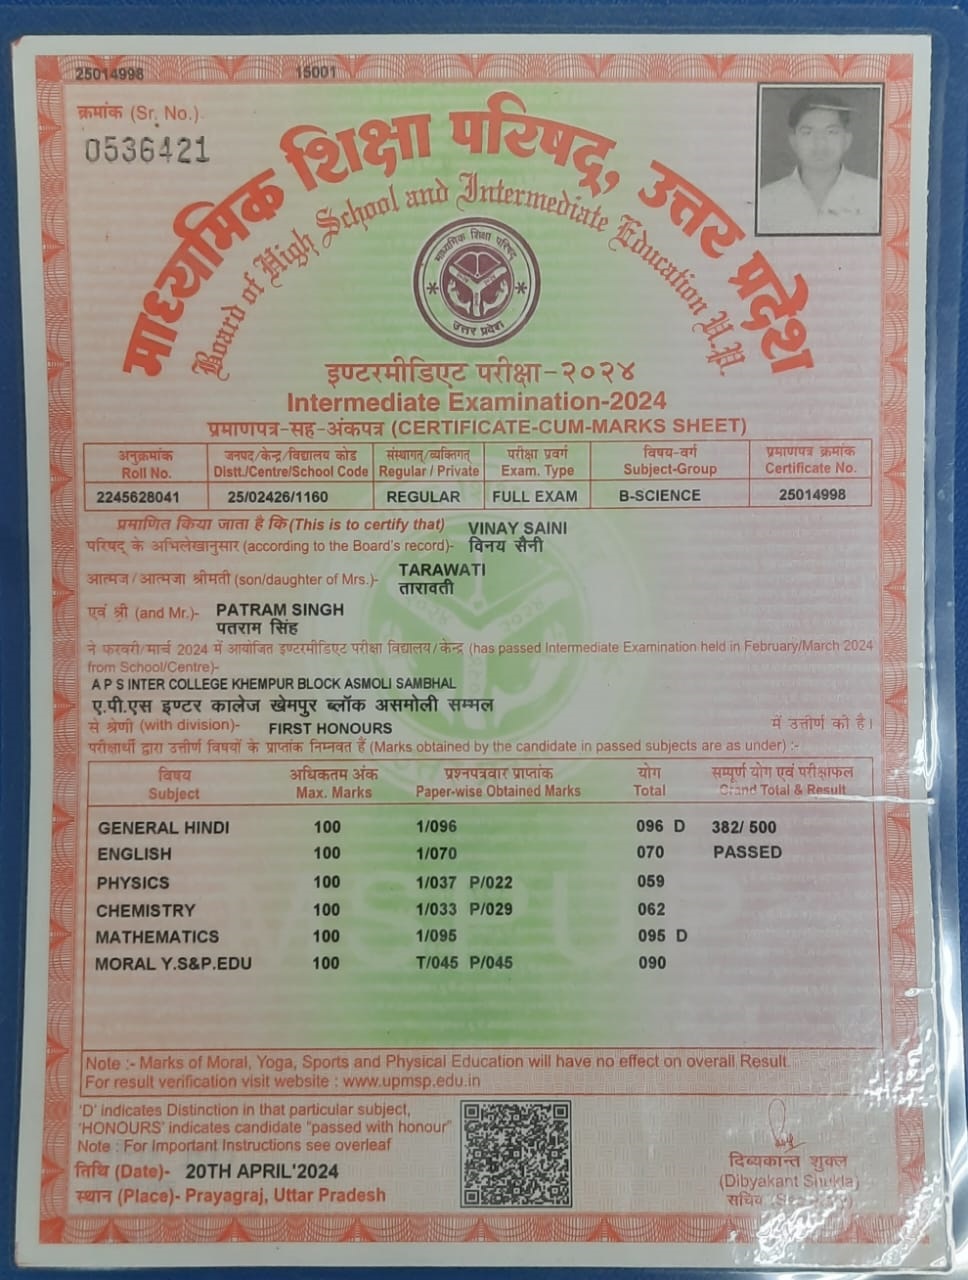 25014998 15001
क्रमांक (Sr. No.)
0536421
माध्यमिक शिक्षा परिषद्, उत्तर प्रदेश
Board of High School and Intermediate Education U.P.
माध्यमिक शिक्षा परिषद्
उत्तर प्रदेश
इण्टरमीडिएट परीक्षा-२०२४
Intermediate Examination-2024
प्रमाणपत्र-सह-अंकपत्र (CERTIFICATE-CUM-MARKS SHEET)
अनुक्रमांक जनपद/केन्द्र/विद्यालय कोड संस्थागत/व्यक्तिगत परीक्षा प्रवर्ग विषय-वर्ग प्रमाणपत्र क्रमांक
Roll No. Distt./Centre/School Code Regular / Private Exam. Type Subject-Group Certificate No.
2245628041 25/02426/1160 REGULAR FULL EXAM B-SCIENCE 25014998
प्रमाणित किया जाता है कि (This is to certify that) VINAY SAINI
परिषद् के अभिलेखानुसार (according to the Board's record)- विनय सैनी
आत्मज/आत्मजा श्रीमती (son/daughter of Mrs.)- TARAWATI
तारावती
एवं श्री (and Mr.)- PATRAM SINGH
पतराम सिंह
ने फरवरी/मार्च 2024 में आयोजित इण्टरमीडिएट परीक्षा विद्यालय/केन्द्र (has passed Intermediate Examination held in February/March 2024
from School/Centre)-
A P S INTER COLLEGE KHEMPUR BLOCK ASMOLI SAMBHAL
ए.पी.एस इण्टर कालेज खेमपुर ब्लॉक असमोली सम्मल
से श्रेणी (with division)- FIRST HONOURS में उत्तीर्ण की है।
परीक्षार्थी द्वारा उत्तीर्ण विषयों के प्राप्तांक निम्नवत हैं (Marks obtained by the candidate in passed subjects are as under) :-
विषय अधिकतम अंक प्रश्नपत्रवार प्राप्तांक योग सम्पूर्ण योग एवं परीक्षाफल
Subject Max. Marks Paper-wise Obtained Marks Total Grand Total & Result
GENERAL HINDI 100 1/096 096 D 382/ 500
ENGLISH 100 1/070 070 PASSED
PHYSICS 100 1/037 P/022 059
CHEMISTRY 100 1/033 P/029 062
MATHEMATICS 100 1/095 095 D
MORAL Y.S&P.EDU 100 T/045 P/045 090
Note :- Marks of Moral, Yoga, Sports and Physical Education will have no effect on overall Result.
For result verification visit website : www.upmsp.edu.in
'D' indicates Distinction in that particular subject,
'HONOURS' indicates candidate "passed with honour"
Note : For Important Instructions see overleaf
तिथि (Date)- 20TH APRIL'2024
स्थान (Place)- Prayagraj, Uttar Pradesh
दिब्यकान्त शुक्ल
(Dibyakant Shukla)
सचिव